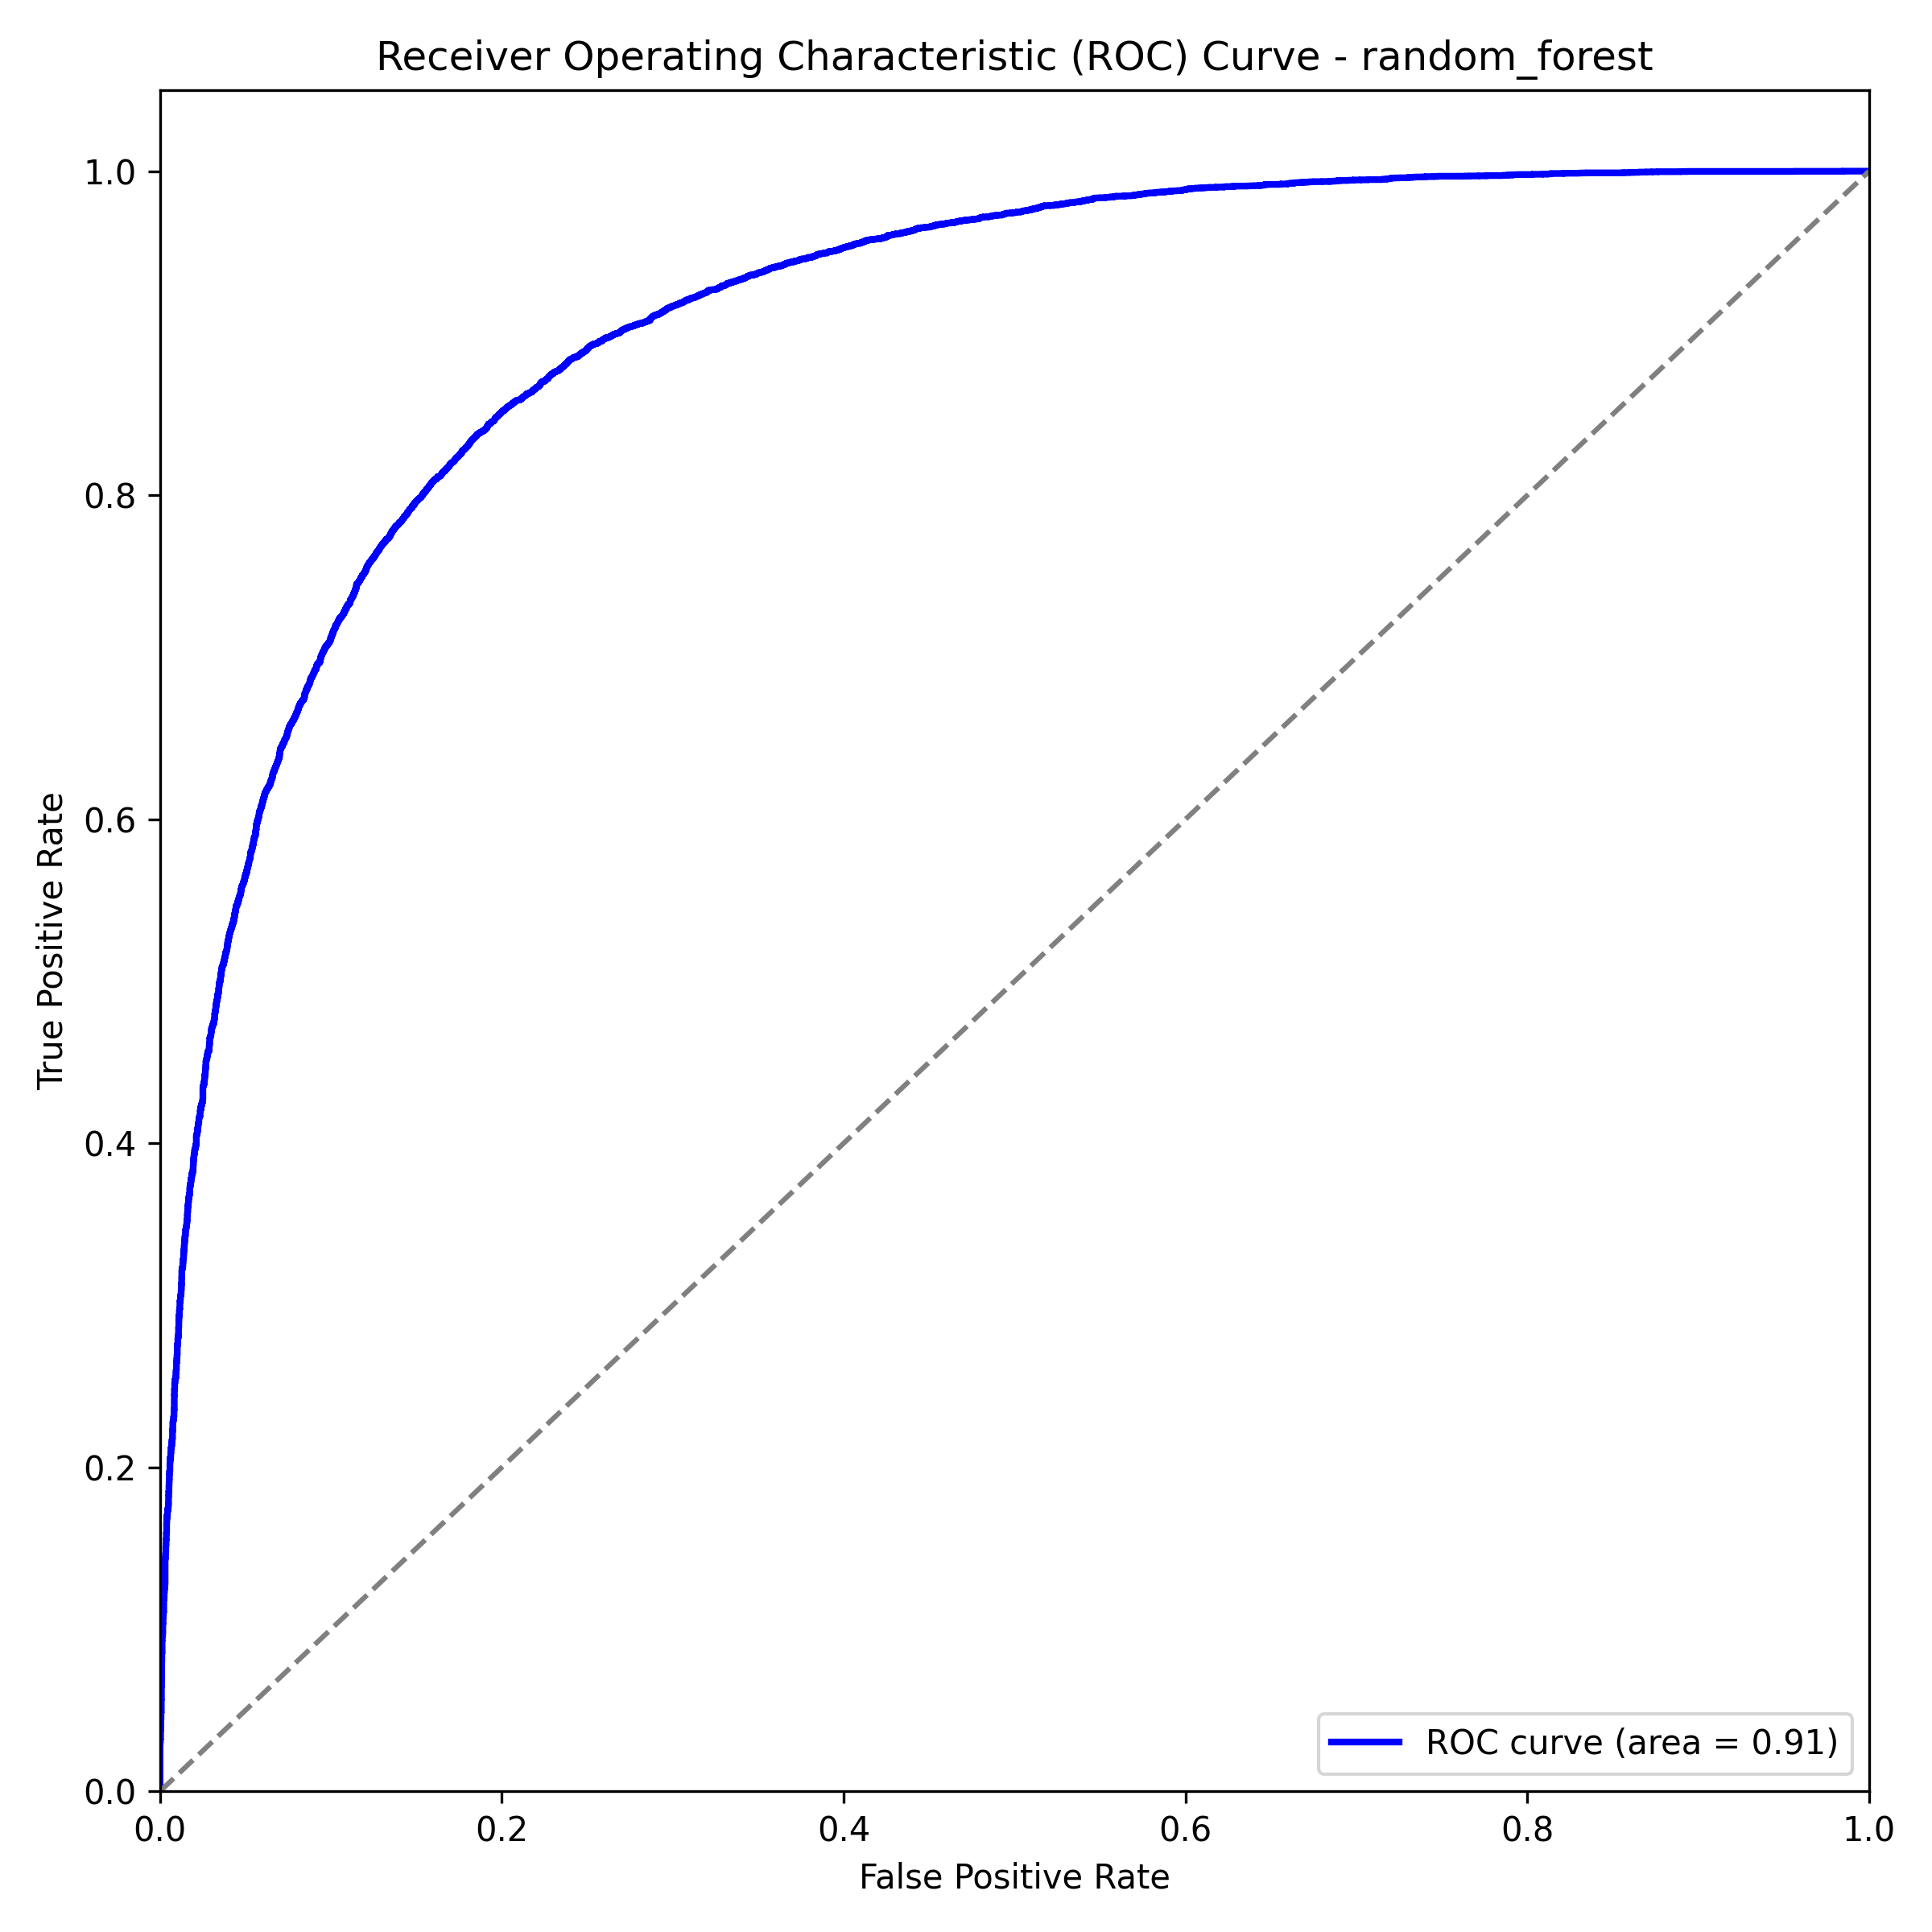 Receiver Operating Characteristic (ROC) Curve - random_forest
1.0
0.8
0.6
0.4
0.2
0.0
True Positive Rate
ROC curve (area = 0.91)
0.0 0.2 0.4 0.6 0.8 1.0
False Positive Rate